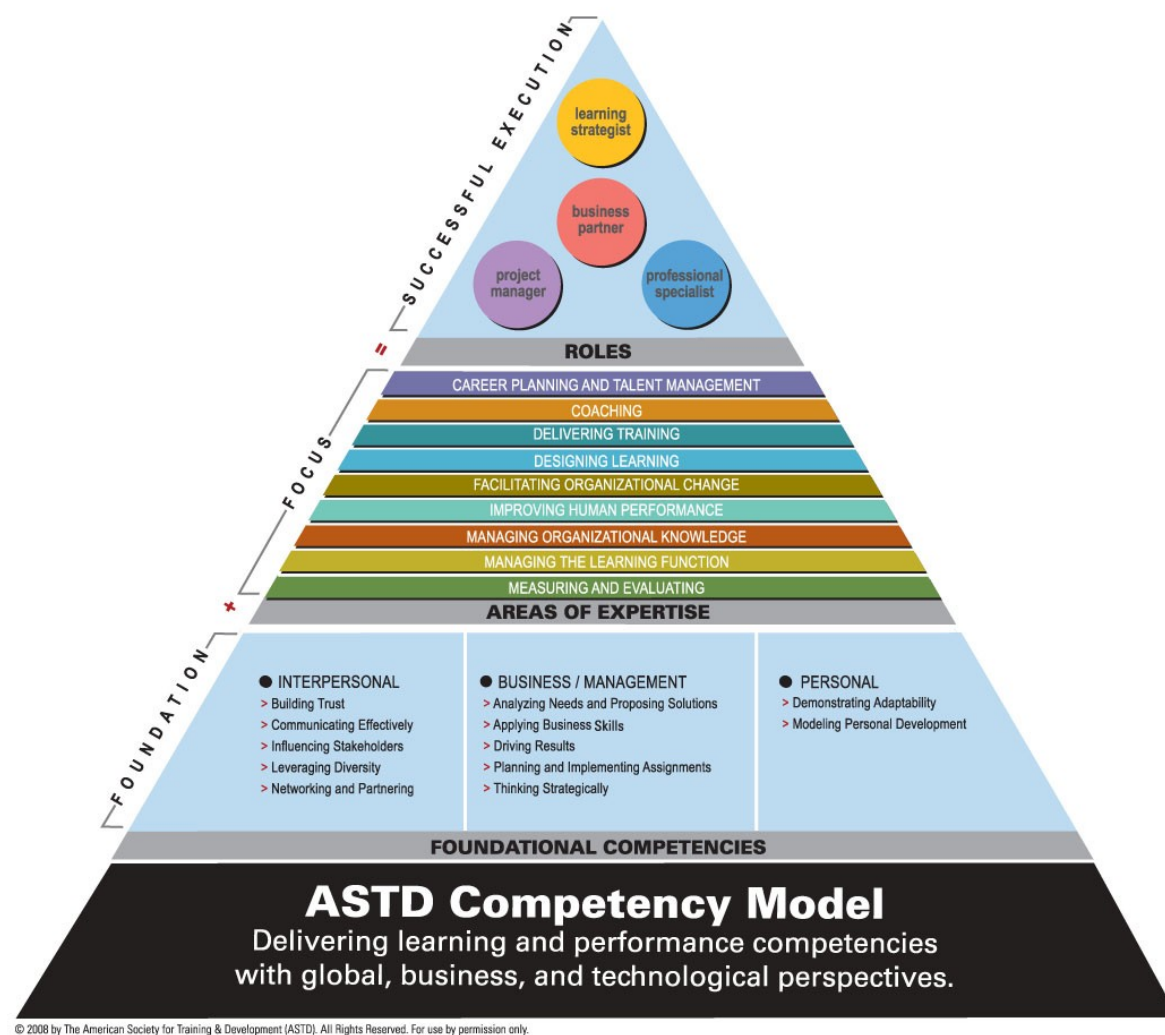 SUCCESSFUL EXECUTION
learning
strategist
business
partner
project
manager
professional
specialist
=
ROLES
FOCUS
CAREER PLANNING AND TALENT MANAGEMENT
COACHING
DELIVERING TRAINING
DESIGNING LEARNING
FACILITATING ORGANIZATIONAL CHANGE
IMPROVING HUMAN PERFORMANCE
MANAGING ORGANIZATIONAL KNOWLEDGE
MANAGING THE LEARNING FUNCTION
MEASURING AND EVALUATING
+
AREAS OF EXPERTISE
FOUNDATION
● INTERPERSONAL
> Building Trust
> Communicating Effectively
> Influencing Stakeholders
> Leveraging Diversity
> Networking and Partnering
● BUSINESS / MANAGEMENT
> Analyzing Needs and Proposing Solutions
> Applying Business Skills
> Driving Results
> Planning and Implementing Assignments
> Thinking Strategically
● PERSONAL
> Demonstrating Adaptability
> Modeling Personal Development
FOUNDATIONAL COMPETENCIES
ASTD Competency Model
Delivering learning and performance competencies
with global, business, and technological perspectives.
© 2008 by The American Society for Training & Development (ASTD). All Rights Reserved. For use by permission only.